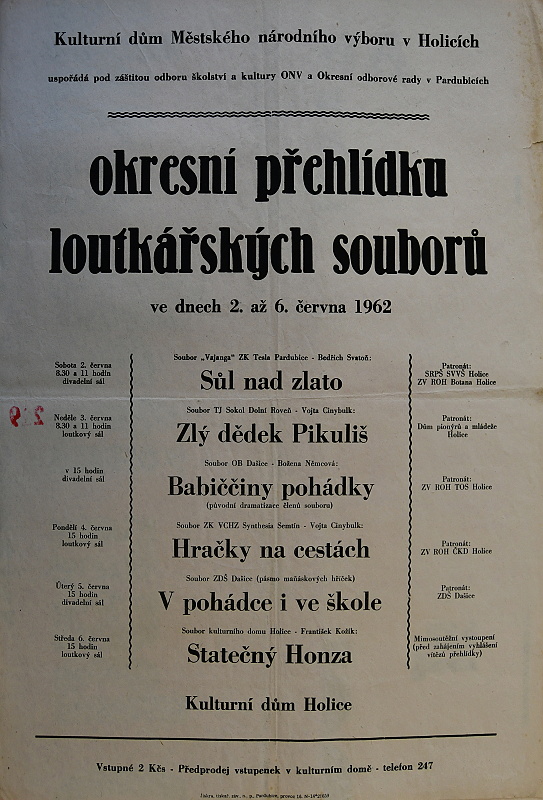 Kulturní dům Městského národního výboru v Holicích
uspořádá pod záštitou odboru školství a kultury ONV a Okresní odborové rady v Pardubicích
okresní přehlídku
loutkářských souborů
ve dnech 2. až 6. června 1962
Sobota 2. června
8.30 a 11 hodin
divadelní sál
Soubor „Vajanga" ZK Tesla Pardubice - Bedřich Svatoň:
Sůl nad zlato
Patronát:
SRPŠ SVVŠ Holice
ZV ROH Botana Holice
Neděle 3. června
8.30 a 11 hodin
loutkový sál
Soubor TJ Sokol Dolní Roveň - Vojta Cinybulk:
Zlý dědek Pikuliš
Patronát:
Dům pionýrů a mládeže
Holice
v 15 hodin
divadelní sál
Soubor OB Dašice - Božena Němcová:
Babiččiny pohádky
(původní dramatizace členů souboru)
Patronát:
ZV ROH TOS Holice
Pondělí 4. června
15 hodin
loutkový sál
Soubor ZK VCHZ Synthesia Semtín - Vojta Cinybulk:
Hračky na cestách
Patronát:
ZV ROH ČKD Holice
Úterý 5. června
15 hodin
divadelní sál
Soubor ZDŠ Dašice (pásmo maňáskových hříček)
V pohádce i ve škole
Patronát:
ZDŠ Dašice
Středa 6. června
15 hodin
loutkový sál
Soubor kulturního domu Holice - František Kožík:
Statečný Honza
Mimosoutěžní vystoupení
(před zahájením vyhlášení
vítězů přehlídky)
Kulturní dům Holice
Vstupné 2 Kčs - Předprodej vstupenek v kulturním domě - telefon 247